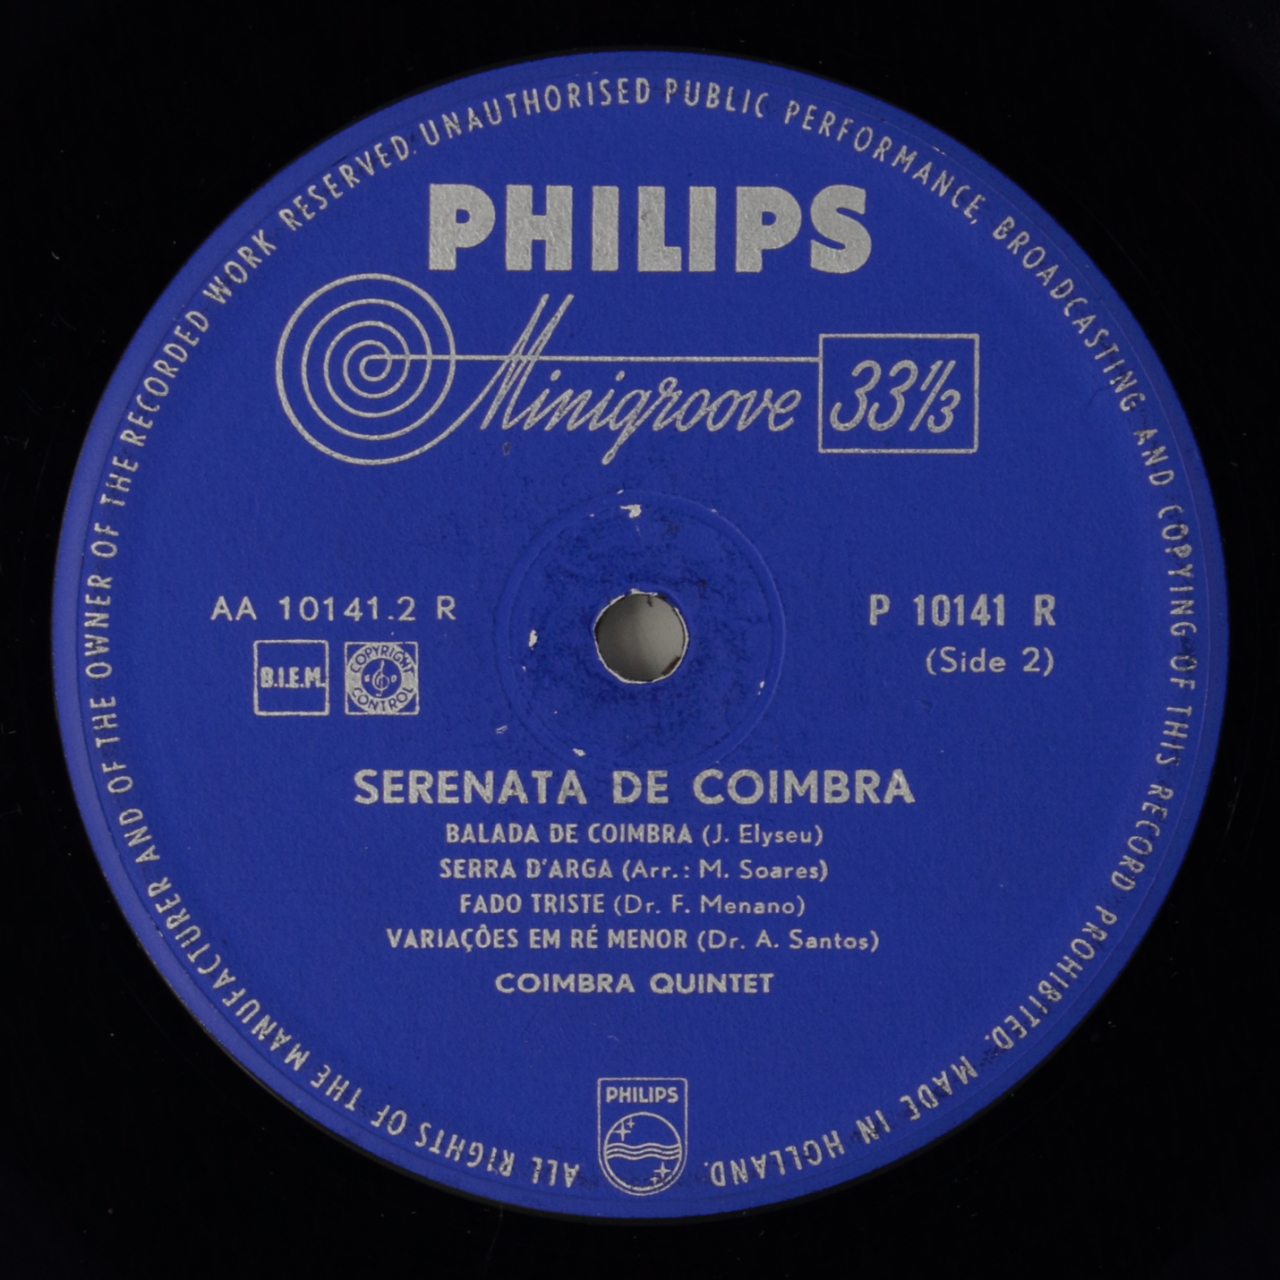 PHILIPS
Minigroove 33⅓
AA 10141.2 R
P 10141 R
(Side 2)
B.I.E.M.
COPYRIGHT CONTROL
SERENATA DE COIMBRA
BALADA DE COIMBRA (J. Elyseu)
SERRA D'ARGA (Arr.: M. Soares)
FADO TRISTE (Dr. F. Menano)
VARIAÇÔES EM RÉ MENOR (Dr. A. Santos)
COIMBRA QUINTET
PHILIPS
ALL RIGHTS OF THE MANUFACTURER AND OF THE OWNER OF THE RECORDED WORK RESERVED. UNAUTHORISED PUBLIC PERFORMANCE, BROADCASTING AND COPYING OF THIS RECORD PROHIBITED. MADE IN HOLLAND.